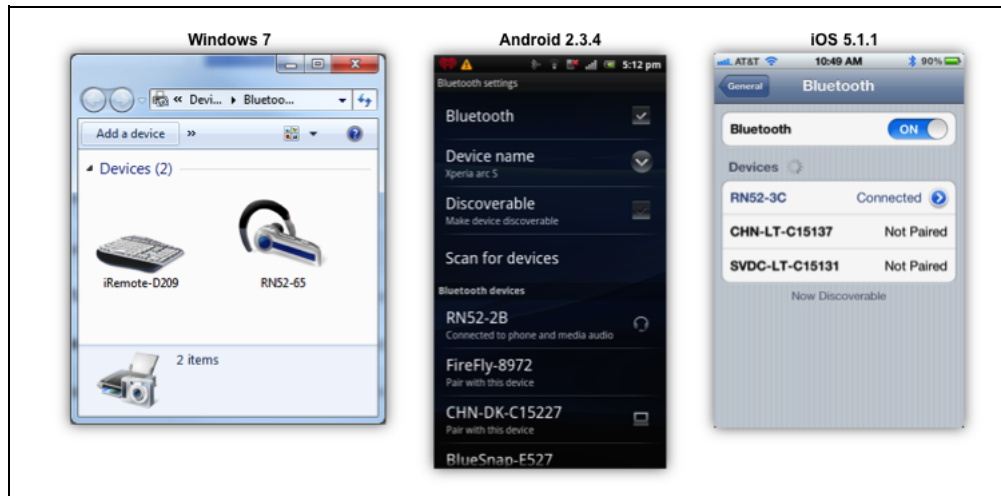 Windows 7
Android 2.3.4
iOS 5.1.1
« Devi... Bluetoo...
Add a device »
Devices (2)
iRemote-D209
RN52-65
2 items
5:12 pm
Bluetooth settings
Bluetooth
Device name
Xperia arc S
Discoverable
Make device discoverable
Scan for devices
Bluetooth devices
RN52-2B
Connected to phone and media audio
FireFly-8972
Pair with this device
CHN-DK-C15227
Pair with this device
BlueSnap-E527
AT&T 10:49 AM 90%
General Bluetooth
Bluetooth ON
Devices
RN52-3C Connected
CHN-LT-C15137 Not Paired
SVDC-LT-C15131 Not Paired
Now Discoverable